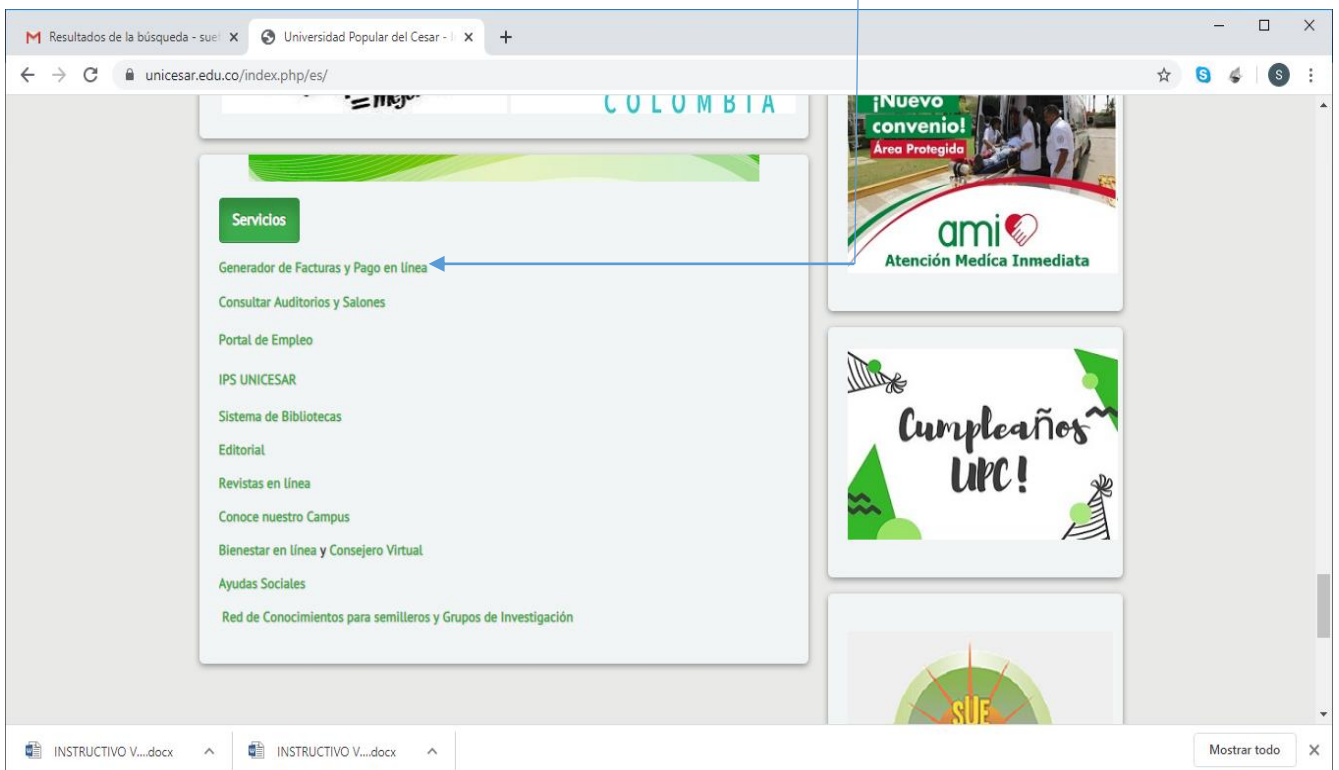 Resultados de la búsqueda - suef
Universidad Popular del Cesar - I
unicesar.edu.co/index.php/es/
S
S
COLOMBIA
¡Nuevo
convenio!
Área Protegida
ami
Atención Medíca Inmediata
Servicios
Generador de Facturas y Pago en línea
Consultar Auditorios y Salones
Portal de Empleo
IPS UNICESAR
Sistema de Bibliotecas
Editorial
Revistas en línea
Conoce nuestro Campus
Bienestar en línea y Consejero Virtual
Ayudas Sociales
Red de Conocimientos para semilleros y Grupos de Investigación
Cumpleaños
UPC!
SUE
INSTRUCTIVO V....docx
INSTRUCTIVO V....docx
Mostrar todo